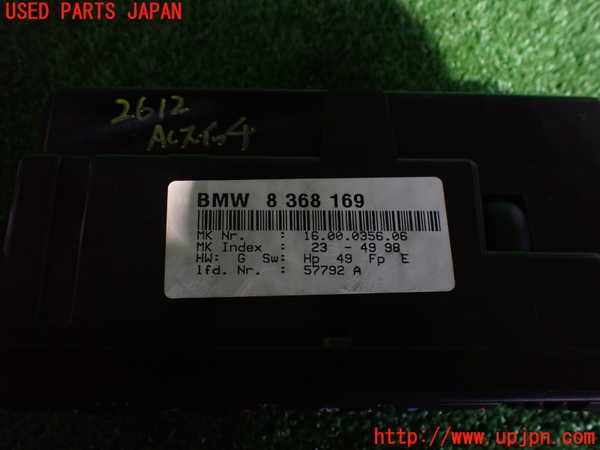 USED PARTS JAPAN
2612
ACスイッチ
BMW 8 368 169
MK Nr. : 16.00.0356.06
MK Index : 23 - 49 98
HW: G Sw: Hp 49 Fp E
lfd. Nr. : 57792 A
http://www.upjpn.com/